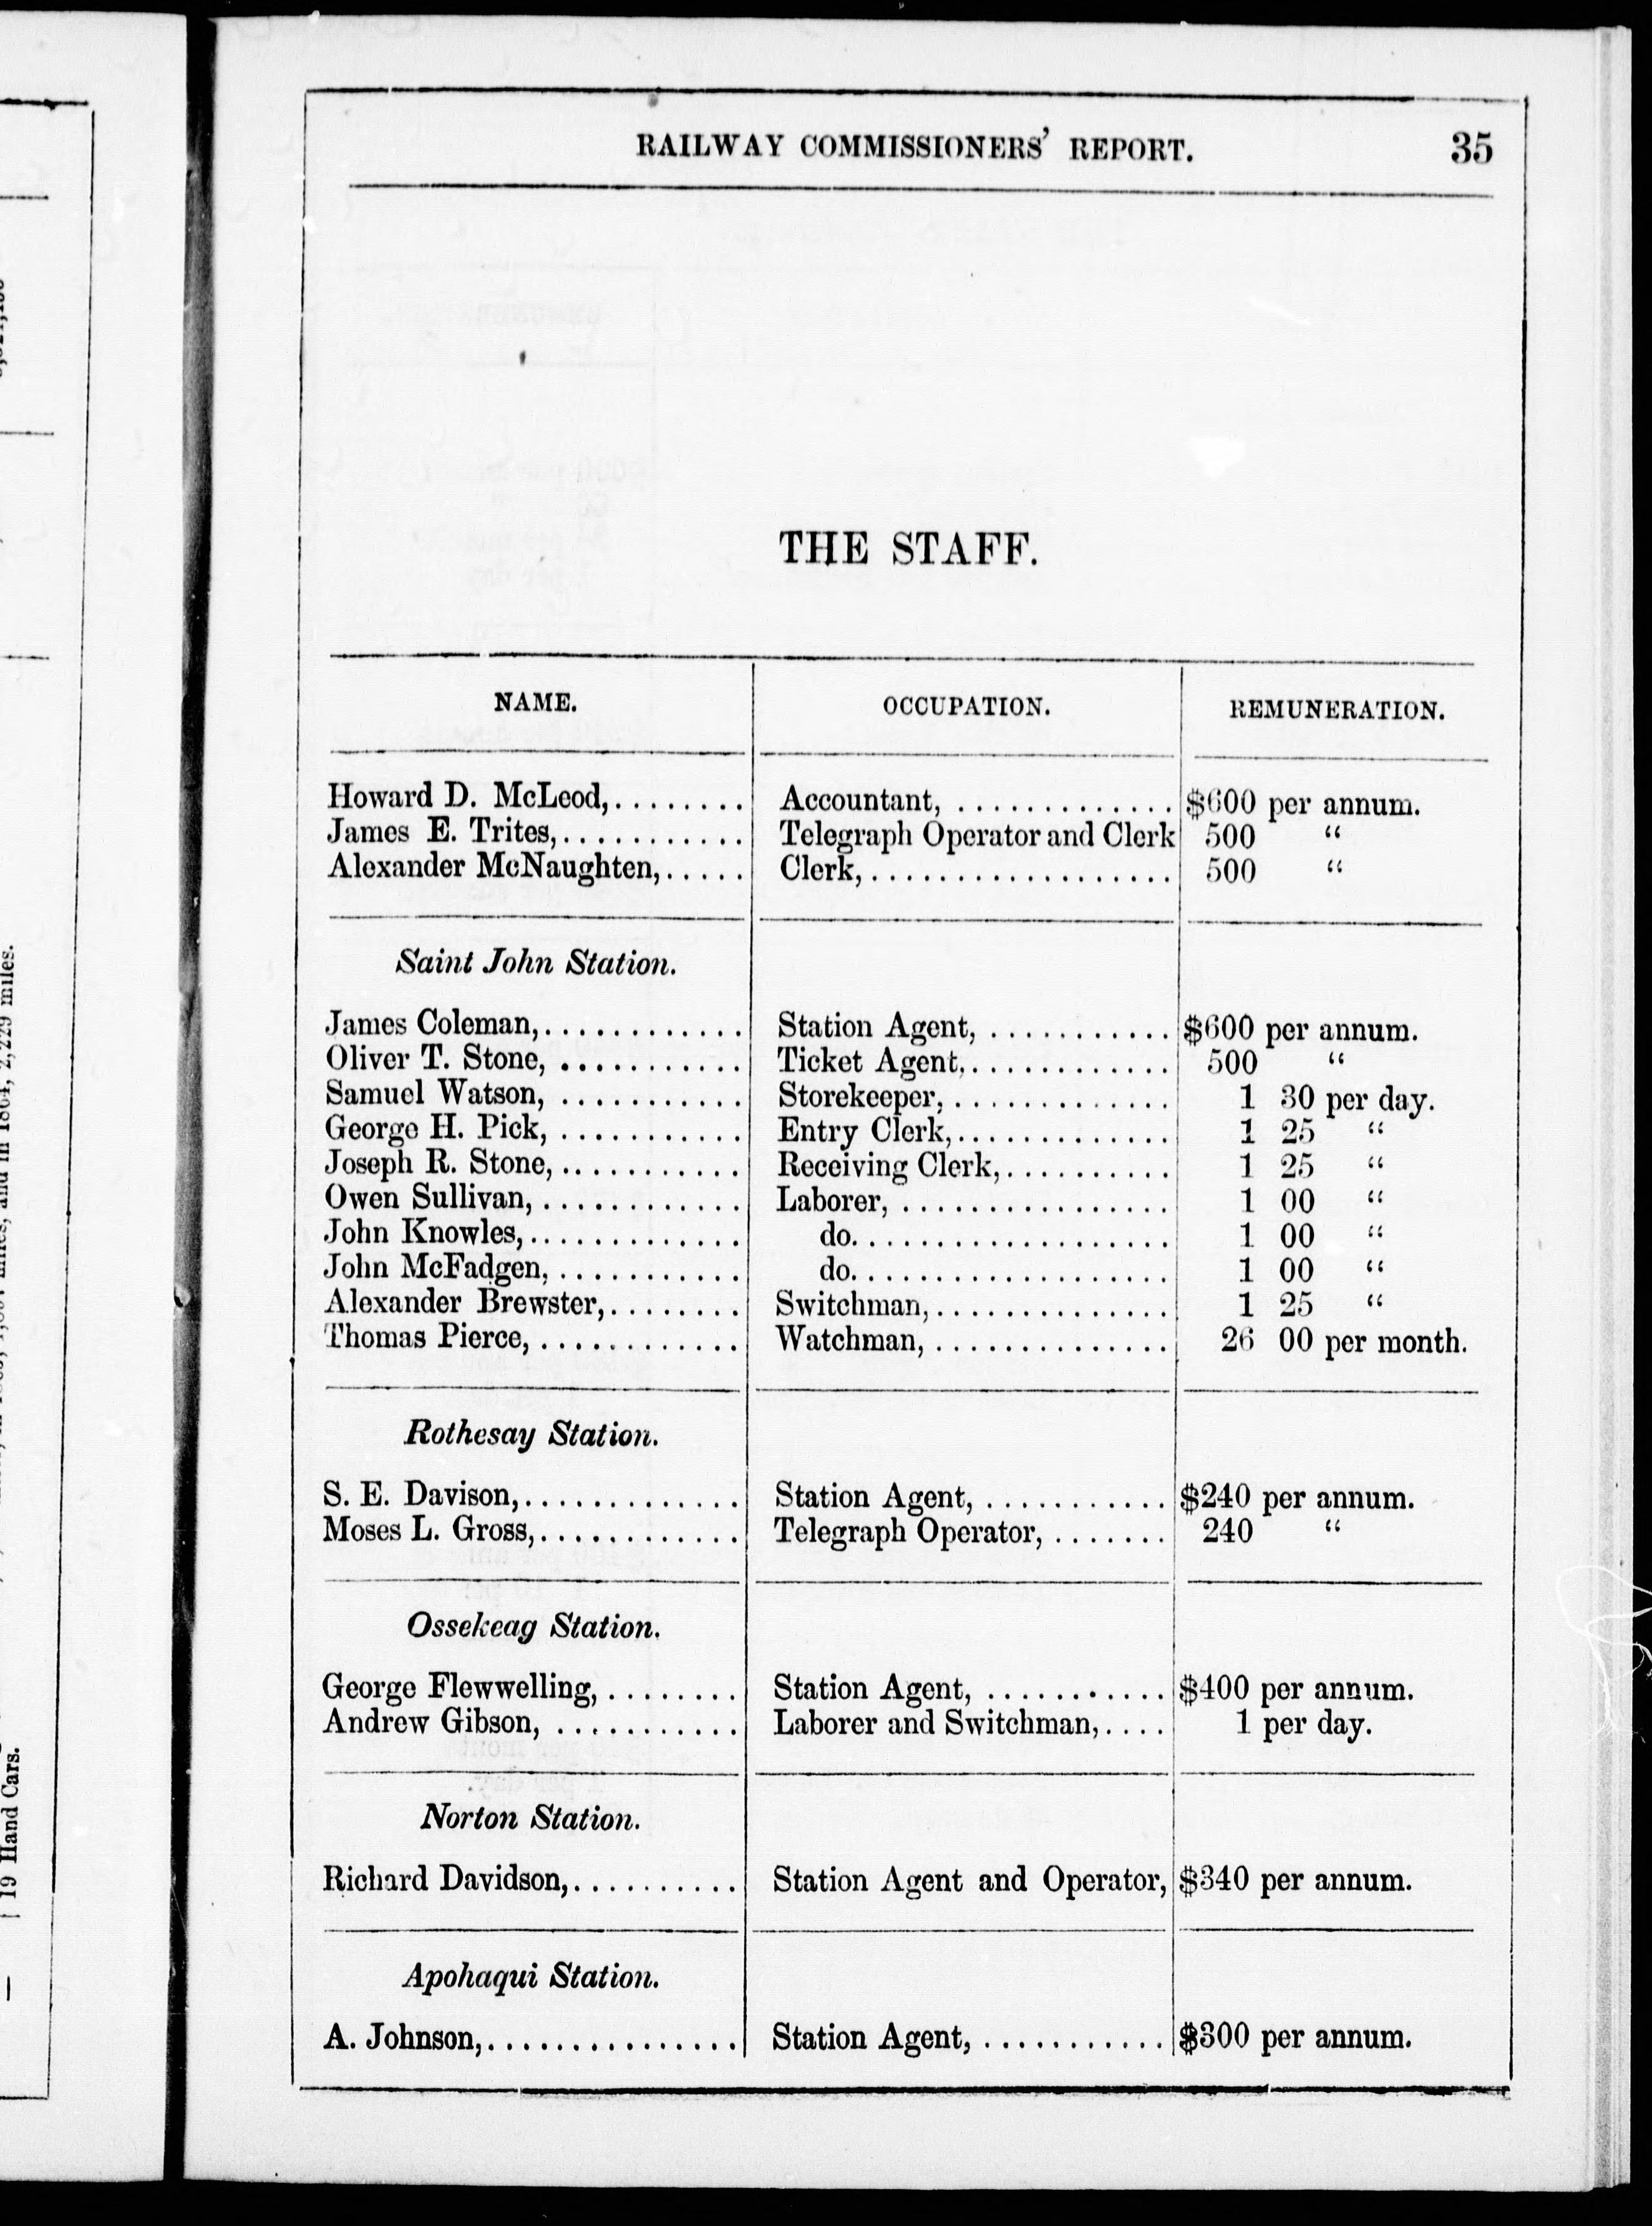 RAILWAY COMMISSIONERS' REPORT. 35
THE STAFF.
NAME. OCCUPATION. REMUNERATION.
Howard D. McLeod,........ Accountant, ............. $600 per annum.
James E. Trites,........... Telegraph Operator and Clerk 500 “
Alexander McNaughten,..... Clerk,.................. 500 “
Saint John Station.
James Coleman,............ Station Agent, ........... $600 per annum.
Oliver T. Stone, ........... Ticket Agent,............ 500 “
Samuel Watson, ........... Storekeeper, ............. 1 30 per day.
George H. Pick, ........... Entry Clerk,............. 1 25 “
Joseph R. Stone,........... Receiving Clerk,.......... 1 25 “
Owen Sullivan, ............ Laborer, ................ 1 00 “
John Knowles,............. do.................... 1 00 “
John McFadgen, ........... do.................... 1 00 “
Alexander Brewster,........ Switchman,.............. 1 25 “
Thomas Pierce, ............ Watchman, .............. 26 00 per month.
Rothesay Station.
S. E. Davison,............. Station Agent, ........... $240 per annum.
Moses L. Gross,............ Telegraph Operator, ....... 240 “
Ossekeag Station.
George Flewwelling, ........ Station Agent, ........... $400 per annum.
Andrew Gibson, ........... Laborer and Switchman,.... 1 per day.
Norton Station.
Richard Davidson,.......... Station Agent and Operator, $340 per annum.
Apohaqui Station.
A. Johnson,............... Station Agent, ........... $300 per annum.
and in 1864, 2,229 miles.
19 Hand Cars.